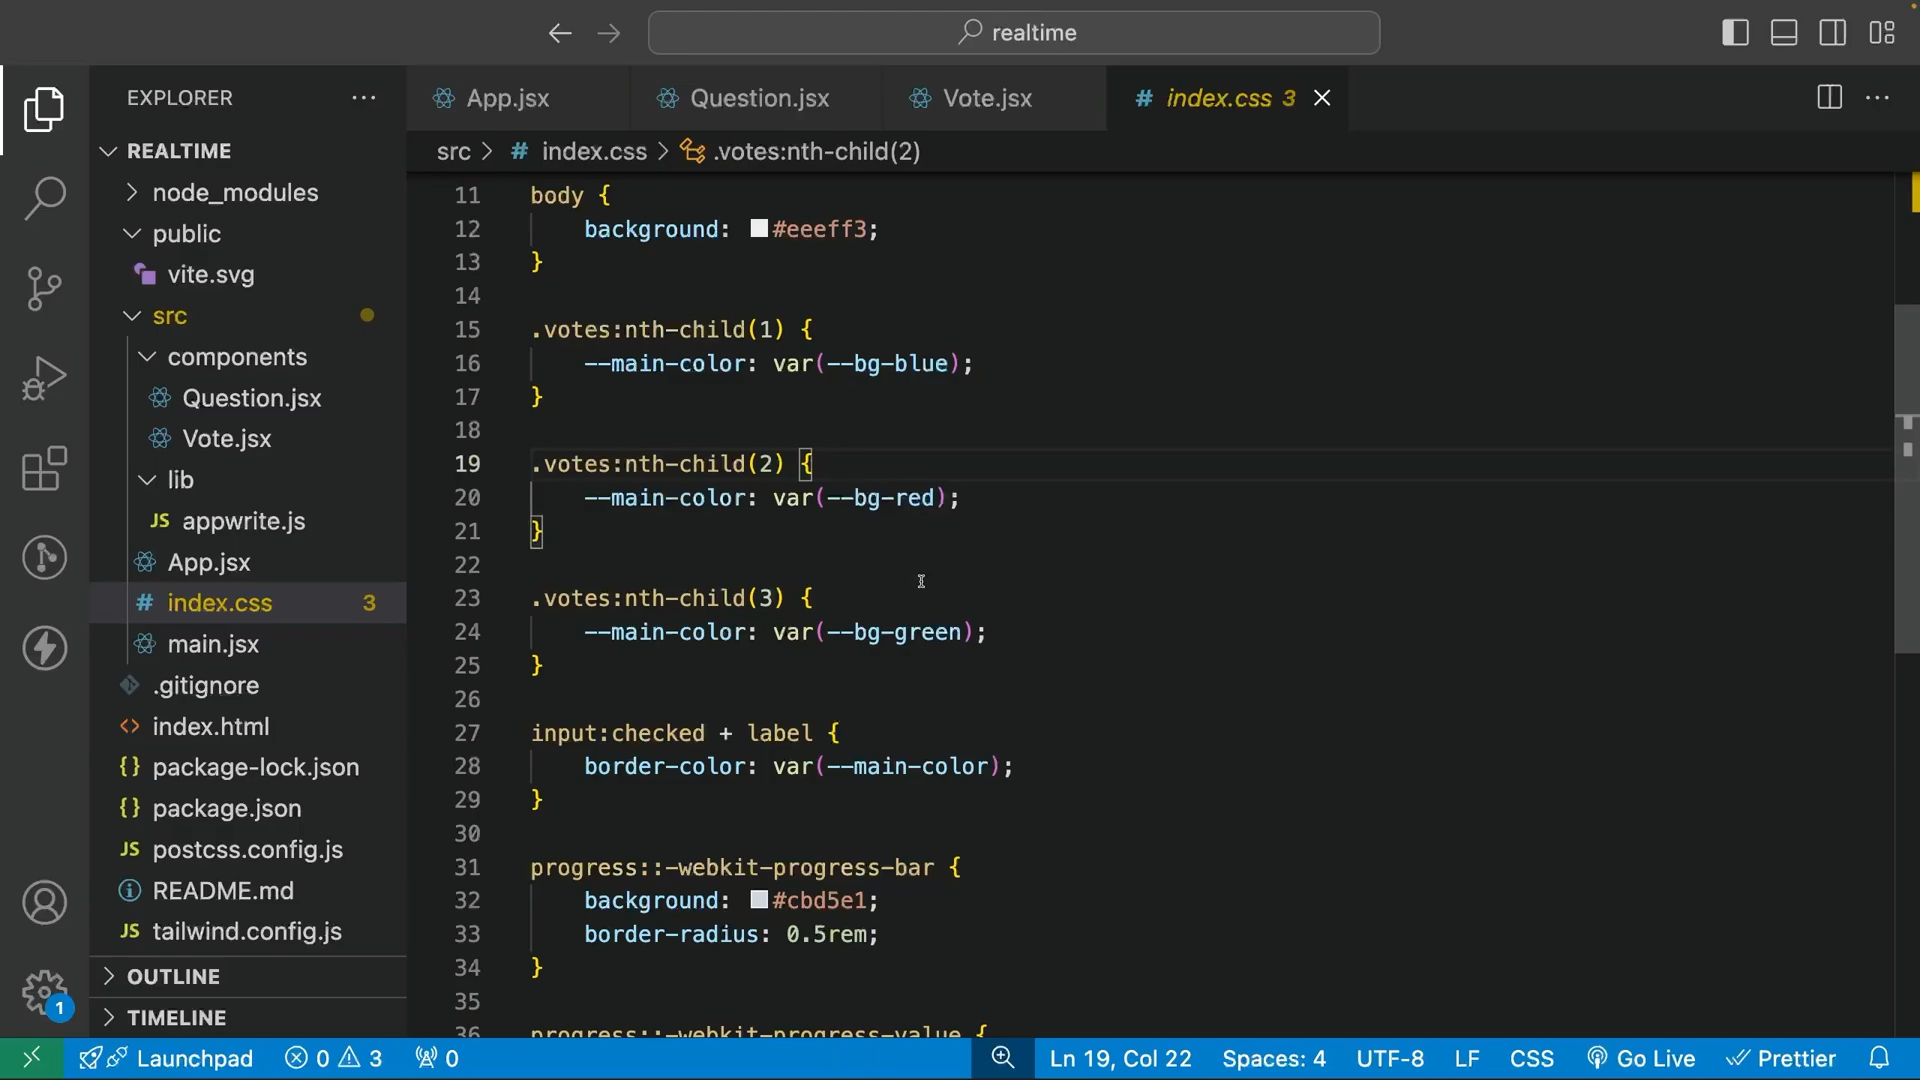 realtime
EXPLORER
App.jsx
Question.jsx
Vote.jsx
# index.css 3
REALTIME
src > # index.css > .votes:nth-child(2)
node_modules
public
vite.svg
src
components
Question.jsx
Vote.jsx
lib
JS appwrite.js
App.jsx
# index.css 3
main.jsx
.gitignore
<> index.html
{} package-lock.json
{} package.json
JS postcss.config.js
README.md
JS tailwind.config.js
OUTLINE
TIMELINE
1
11 body {
12 background: #eeeff3;
13 }
14
15 .votes:nth-child(1) {
16 --main-color: var(--bg-blue);
17 }
18
19 .votes:nth-child(2) {
20 --main-color: var(--bg-red);
21 }
22
23 .votes:nth-child(3) {
24 --main-color: var(--bg-green);
25 }
26
27 input:checked + label {
28 border-color: var(--main-color);
29 }
30
31 progress::-webkit-progress-bar {
32 background: #cbd5e1;
33 border-radius: 0.5rem;
34 }
35
36 progress::-webkit-progress-value {
Launchpad 0 3 0 Ln 19, Col 22 Spaces: 4 UTF-8 LF CSS Go Live Prettier